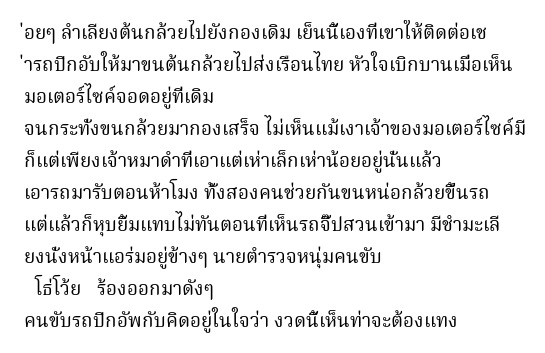 ่อยๆ ลำเลียงต้นกล้วยไปยังกองเดิม เย็นนี้เองที่เขาให้ติดต่อเช
่ารถปิกอับให้มาขนต้นกล้วยไปส่งเรือนไทย หัวใจเบิกบานเมื่อเห็น
มอเตอร์ไซค์จอดอยู่ที่เดิม
จนกระทั่งขนกล้วยมากองเสร็จ ไม่เห็นแม้เงาเจ้าของมอเตอร์ไซค์มี
ก็แต่เพียงเจ้าหมาดำที่เอาแต่เห่าเล็กเห่าน้อยอยู่นั่นแล้ว
เอารถมารับตอนห้าโมง ทั้งสองคนช่วยกันขนหน่อกล้วยขึ้นรถ
แต่แล้วก็หุบยิ้มแทบไม่ทันตอนที่เห็นรถจี๊ปสวนเข้ามา มีชำมะเลี
ยงนั่งหน้าแอร่มอยู่ข้างๆ นายตำรวจหนุ่มคนขับ
โธ่โว้ย ร้องออกมาดังๆ
คนขับรถปิกอัพกับคิดอยู่ในใจว่า งวดนี้เห็นท่าจะต้องแทง